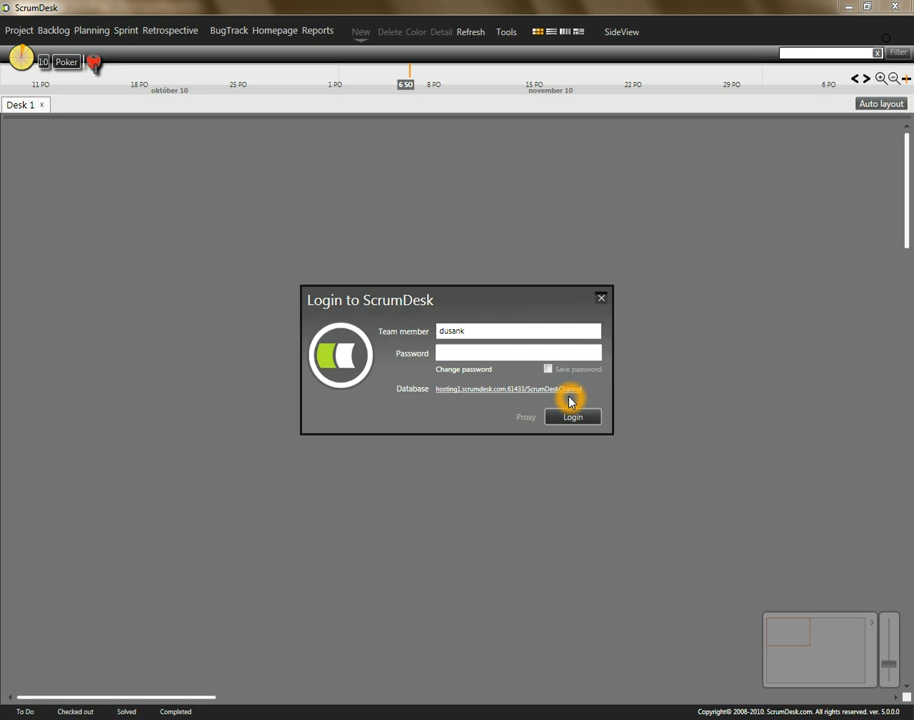 ScrumDesk
Project Backlog Planning Sprint Retrospective BugTrack Homepage Reports New Delete Color Detail Refresh Tools SideView
Poker x Filter
11 PO 18 PO 25 PO 1 PO 6 SO 8 PO 15 PO 22 PO 29 PO 6 PO
október 10 november 10
Desk 1 x Auto layout
Login to ScrumDesk
Team member dusank
Password
Change password Save password
Database hosting1.scrumdesk.com,61433/ScrumDeskChannel
Proxy Login
To Do Checked out Solved Completed Copyright© 2008-2010. ScrumDesk.com. All rights reserved. ver. 5.0.0.0